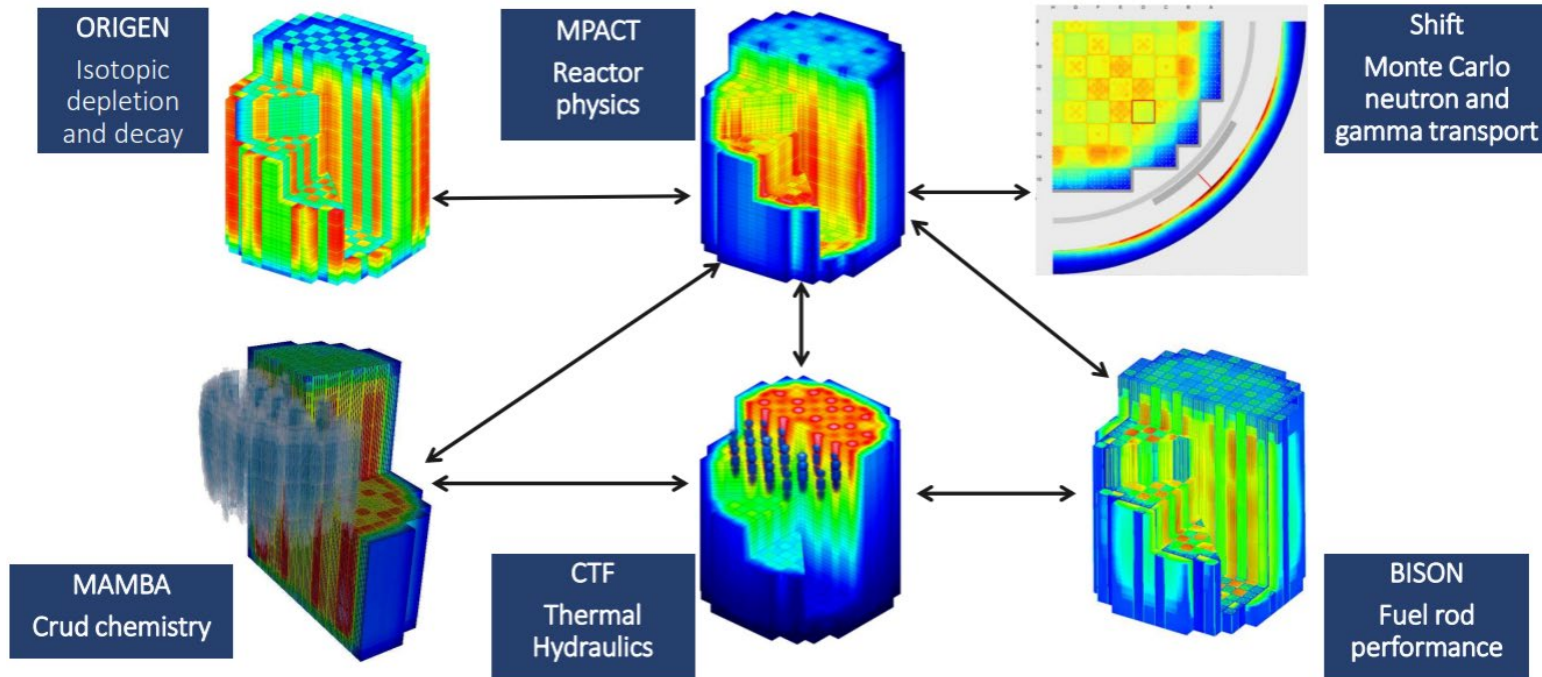 ORIGEN
Isotopic
depletion
and decay
MPACT
Reactor
physics
Shift
Monte Carlo
neutron and
gamma transport
MAMBA
Crud chemistry
CTF
Thermal
Hydraulics
BISON
Fuel rod
performance